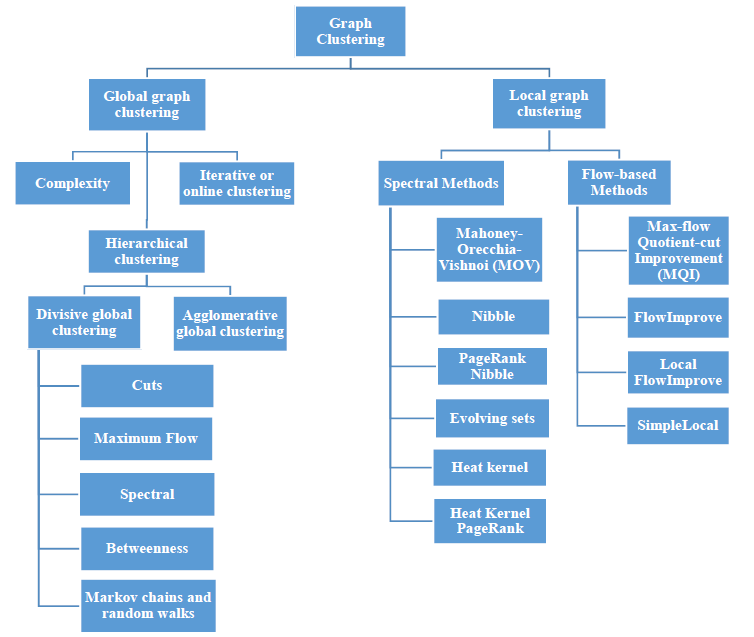 Graph
Clustering
Global graph
clustering
Local graph
clustering
Complexity
Iterative or
online clustering
Hierarchical
clustering
Divisive global
clustering
Agglomerative
global clustering
Cuts
Maximum Flow
Spectral
Betweenness
Markov chains and
random walks
Spectral Methods
Mahoney-
Orecchia-
Vishnoi (MOV)
Nibble
PageRank
Nibble
Evolving sets
Heat kernel
Heat Kernel
PageRank
Flow-based
Methods
Max-flow
Quotient-cut
Improvement
(MQI)
FlowImprove
Local
FlowImprove
SimpleLocal